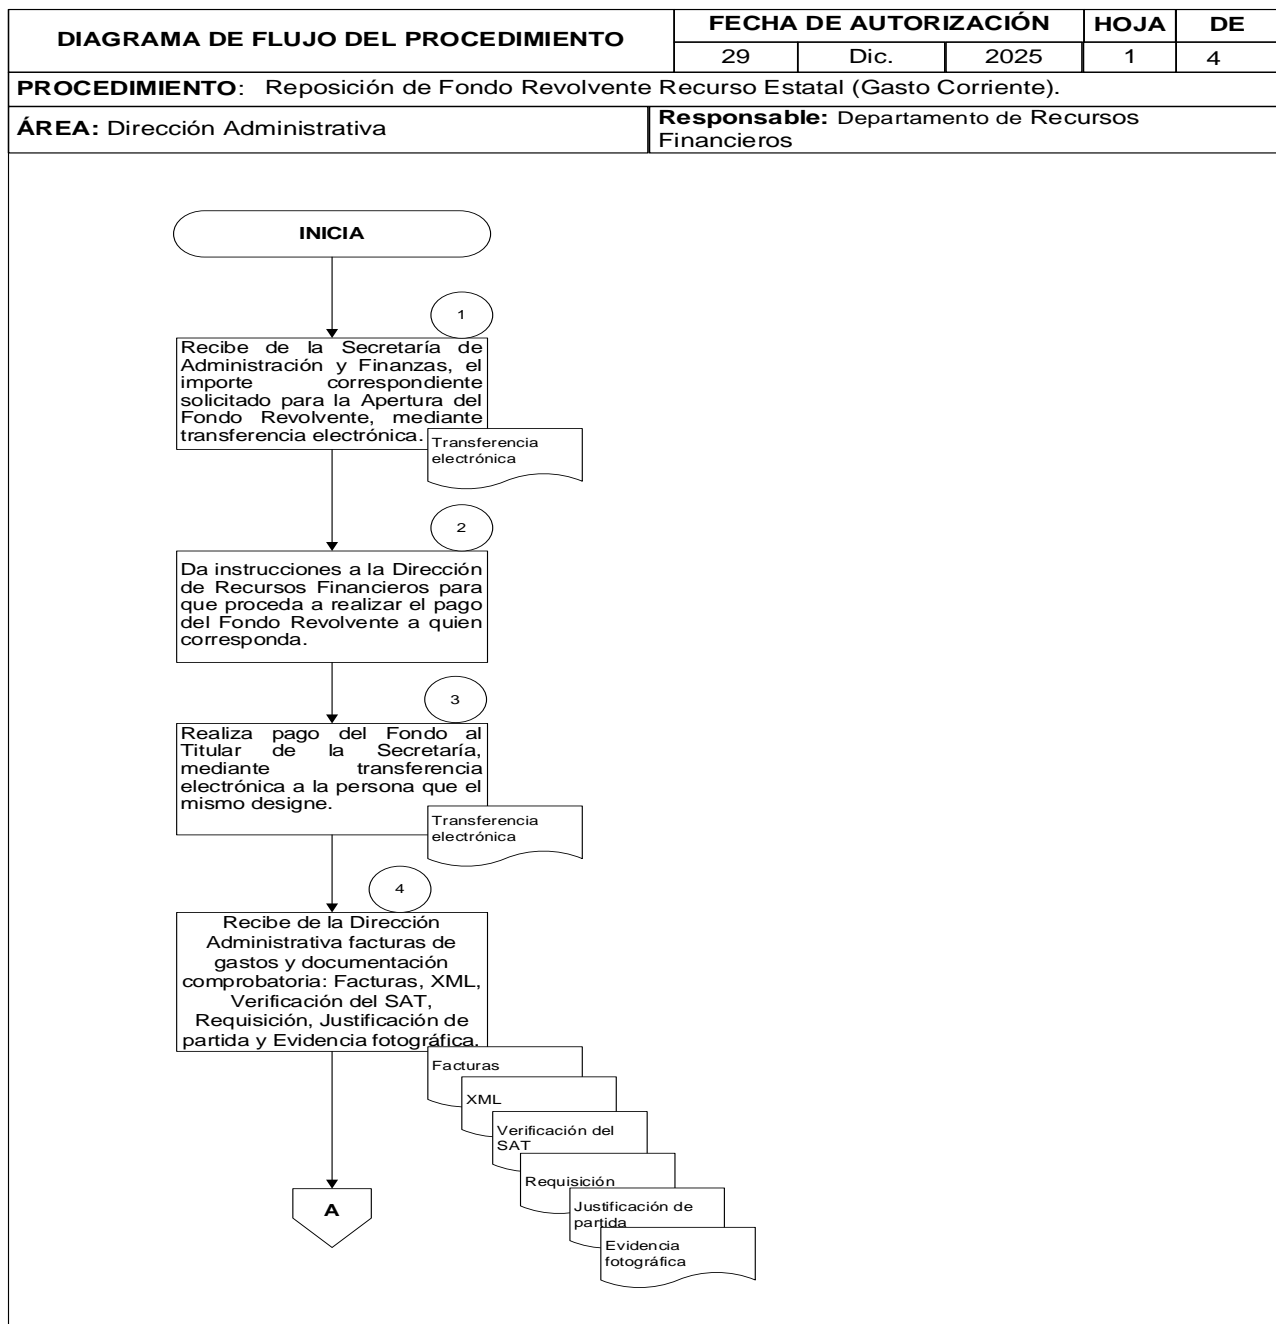 DIAGRAMA DE FLUJO DEL PROCEDIMIENTO
FECHA DE AUTORIZACIÓN
HOJA
DE
29
Dic.
2025
1
4
PROCEDIMIENTO: Reposición de Fondo Revolvente Recurso Estatal (Gasto Corriente).
ÁREA: Dirección Administrativa
Responsable: Departamento de Recursos
Financieros
INICIA
1
Recibe de la Secretaría de
Administración y Finanzas, el
importe correspondiente
solicitado para la Apertura del
Fondo Revolvente, mediante
transferencia electrónica.
Transferencia
electrónica
2
Da instrucciones a la Dirección
de Recursos Financieros para
que proceda a realizar el pago
del Fondo Revolvente a quien
corresponda.
3
Realiza pago del Fondo al
Titular de la Secretaría,
mediante transferencia
electrónica a la persona que el
mismo designe.
Transferencia
electrónica
4
Recibe de la Dirección
Administrativa facturas de
gastos y documentación
comprobatoria: Facturas, XML,
Verificación del SAT,
Requisición, Justificación de
partida y Evidencia fotográfica.
Facturas
XML
Verificación del
SAT
Requisición
Justificación de
partida
Evidencia
fotográfica
A